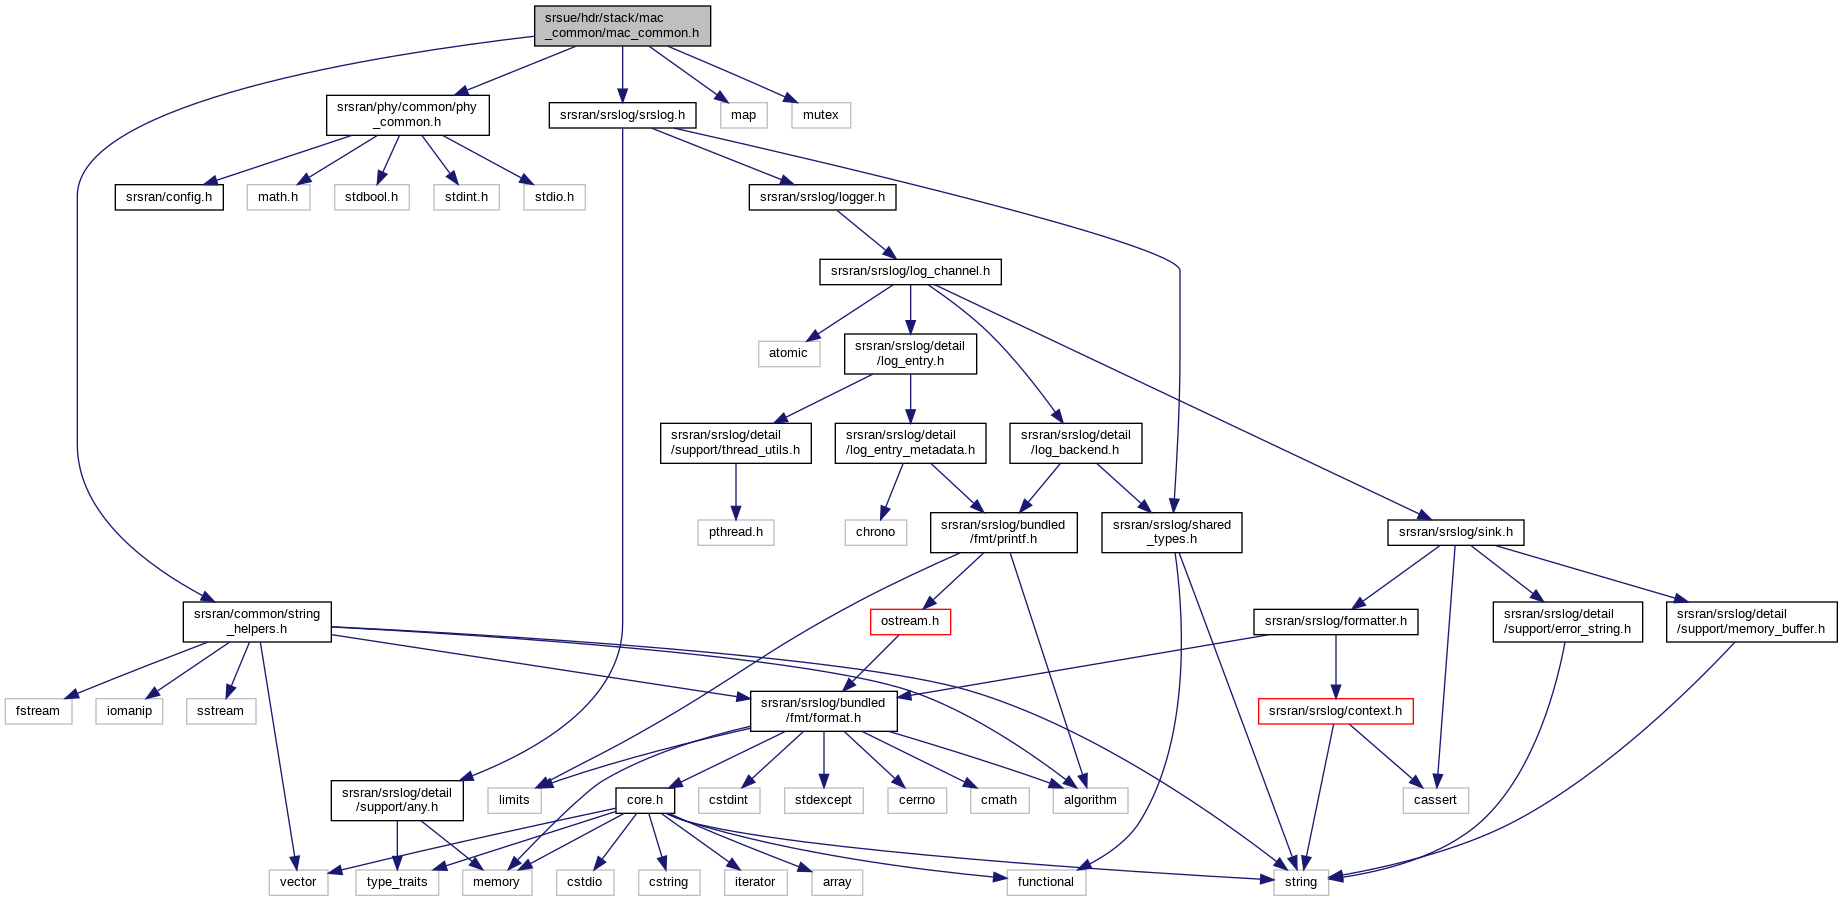 srsue/hdr/stack/mac
_common/mac_common.h
srsran/phy/common/phy
_common.h
srsran/srslog/srslog.h
map
mutex
srsran/config.h
math.h
stdbool.h
stdint.h
stdio.h
srsran/srslog/logger.h
srsran/srslog/log_channel.h
atomic
srsran/srslog/detail
/log_entry.h
srsran/srslog/detail
/support/thread_utils.h
srsran/srslog/detail
/log_entry_metadata.h
srsran/srslog/detail
/log_backend.h
pthread.h
chrono
srsran/srslog/bundled
/fmt/printf.h
srsran/srslog/shared
_types.h
srsran/srslog/sink.h
srsran/common/string
_helpers.h
ostream.h
srsran/srslog/formatter.h
srsran/srslog/detail
/support/error_string.h
srsran/srslog/detail
/support/memory_buffer.h
fstream
iomanip
sstream
srsran/srslog/bundled
/fmt/format.h
srsran/srslog/context.h
srsran/srslog/detail
/support/any.h
limits
core.h
cstdint
stdexcept
cerrno
cmath
algorithm
cassert
vector
type_traits
memory
cstdio
cstring
iterator
array
functional
string